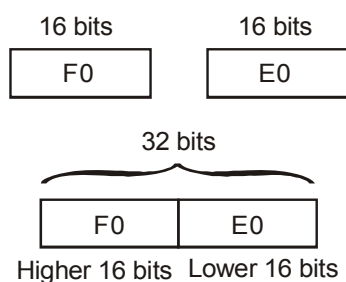 16 bits 16 bits
F0 E0
32 bits
F0 E0
Higher 16 bits Lower 16 bits